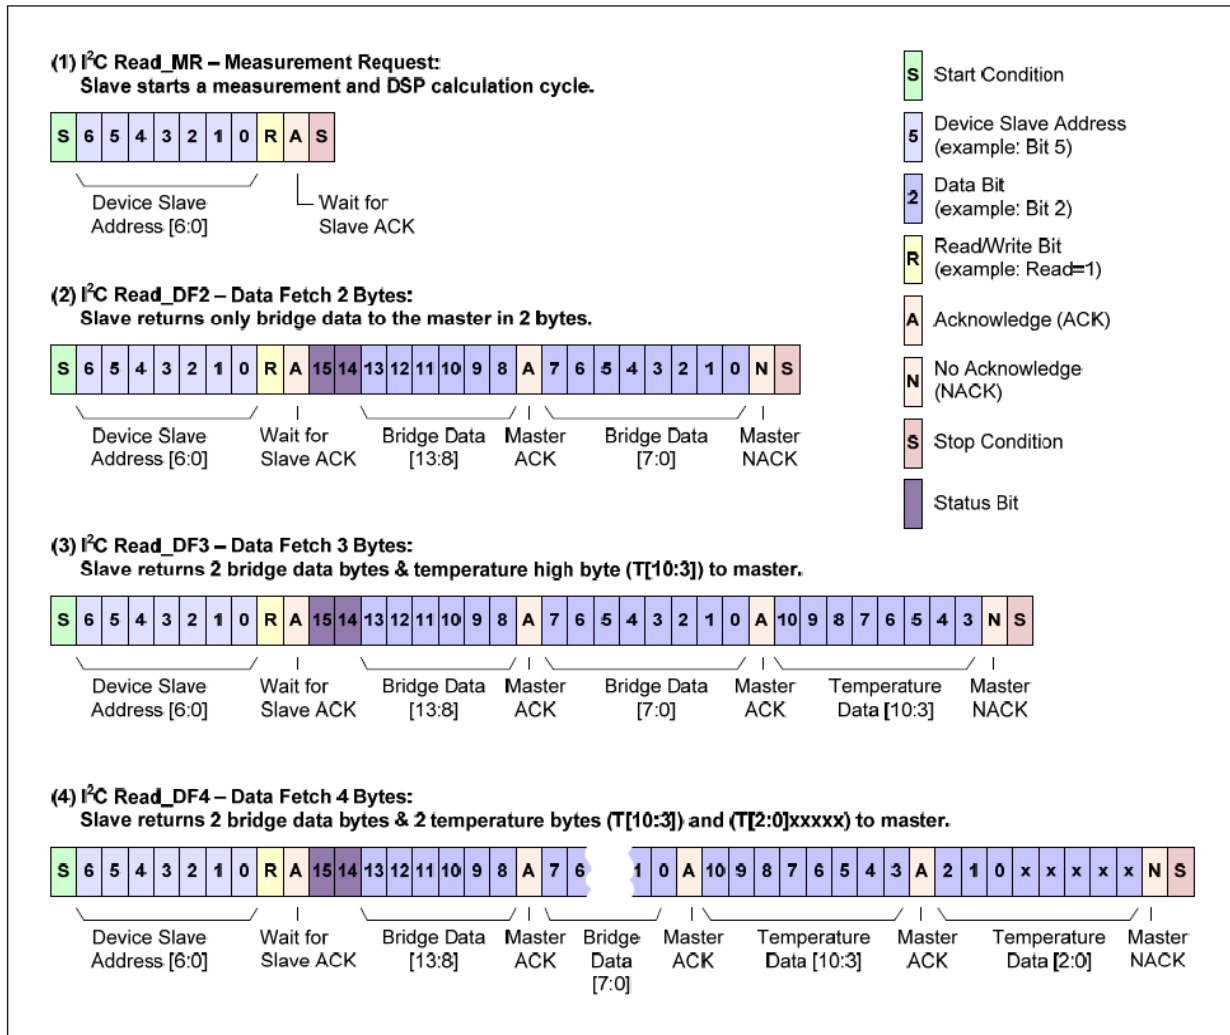 (1) I²C Read_MR – Measurement Request:
Slave starts a measurement and DSP calculation cycle.
S 6 5 4 3 2 1 0 R A S
Device Slave Address [6:0]
Wait for Slave ACK
(2) I²C Read_DF2 – Data Fetch 2 Bytes:
Slave returns only bridge data to the master in 2 bytes.
S 6 5 4 3 2 1 0 R A 15 14 13 12 11 10 9 8 A 7 6 5 4 3 2 1 0 N S
Device Slave Wait for Bridge Data Master Bridge Data Master
Address [6:0] Slave ACK [13:8] ACK [7:0] NACK
(3) I²C Read_DF3 – Data Fetch 3 Bytes:
Slave returns 2 bridge data bytes & temperature high byte (T[10:3]) to master.
S 6 5 4 3 2 1 0 R A 15 14 13 12 11 10 9 8 A 7 6 5 4 3 2 1 0 A 10 9 8 7 6 5 4 3 N S
Device Slave Wait for Bridge Data Master Bridge Data Master Temperature Master
Address [6:0] Slave ACK [13:8] ACK [7:0] ACK Data [10:3] NACK
(4) I²C Read_DF4 – Data Fetch 4 Bytes:
Slave returns 2 bridge data bytes & 2 temperature bytes (T[10:3]) and (T[2:0]xxxxx) to master.
S 6 5 4 3 2 1 0 R A 15 14 13 12 11 10 9 8 A 7 6 1 0 A 10 9 8 7 6 5 4 3 A 2 1 0 x x x x x N S
Device Slave Wait for Bridge Data Master Bridge Master Temperature Master Temperature Master
Address [6:0] Slave ACK [13:8] ACK Data ACK Data [10:3] ACK Data [2:0] NACK
[7:0]
S Start Condition
5 Device Slave Address
(example: Bit 5)
2 Data Bit
(example: Bit 2)
R Read/Write Bit
(example: Read=1)
A Acknowledge (ACK)
N No Acknowledge
(NACK)
S Stop Condition
Status Bit